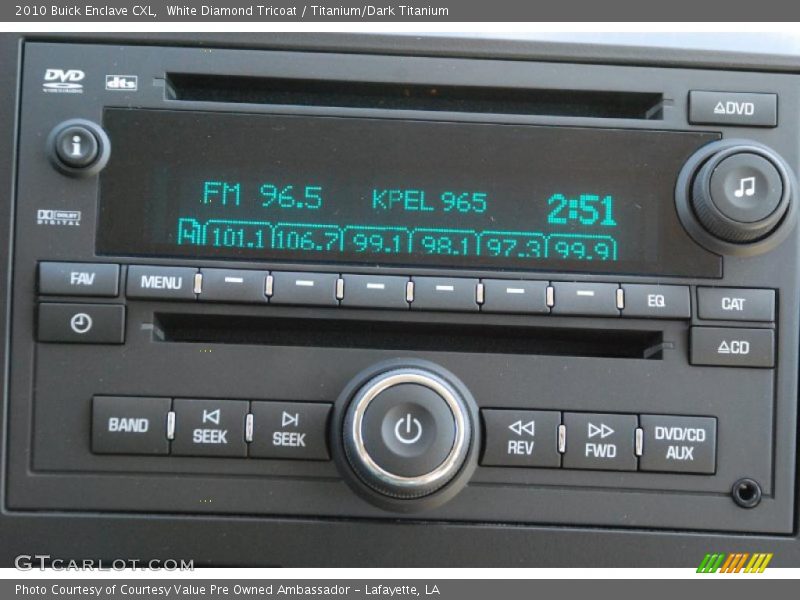 2010 Buick Enclave CXL,  White Diamond Tricoat / Titanium/Dark Titanium
DVD
dts
DVD
i
FM 96.5 KPEL 965 2:51
A 101.1 106.7 99.1 98.1 97.3 99.9
DOLBY
DIGITAL
FAV MENU EQ CAT
CD
BAND SEEK SEEK REV FWD DVD/CD AUX
GTCARLOT.COM
Photo Courtesy of Courtesy Value Pre Owned Ambassador - Lafayette, LA